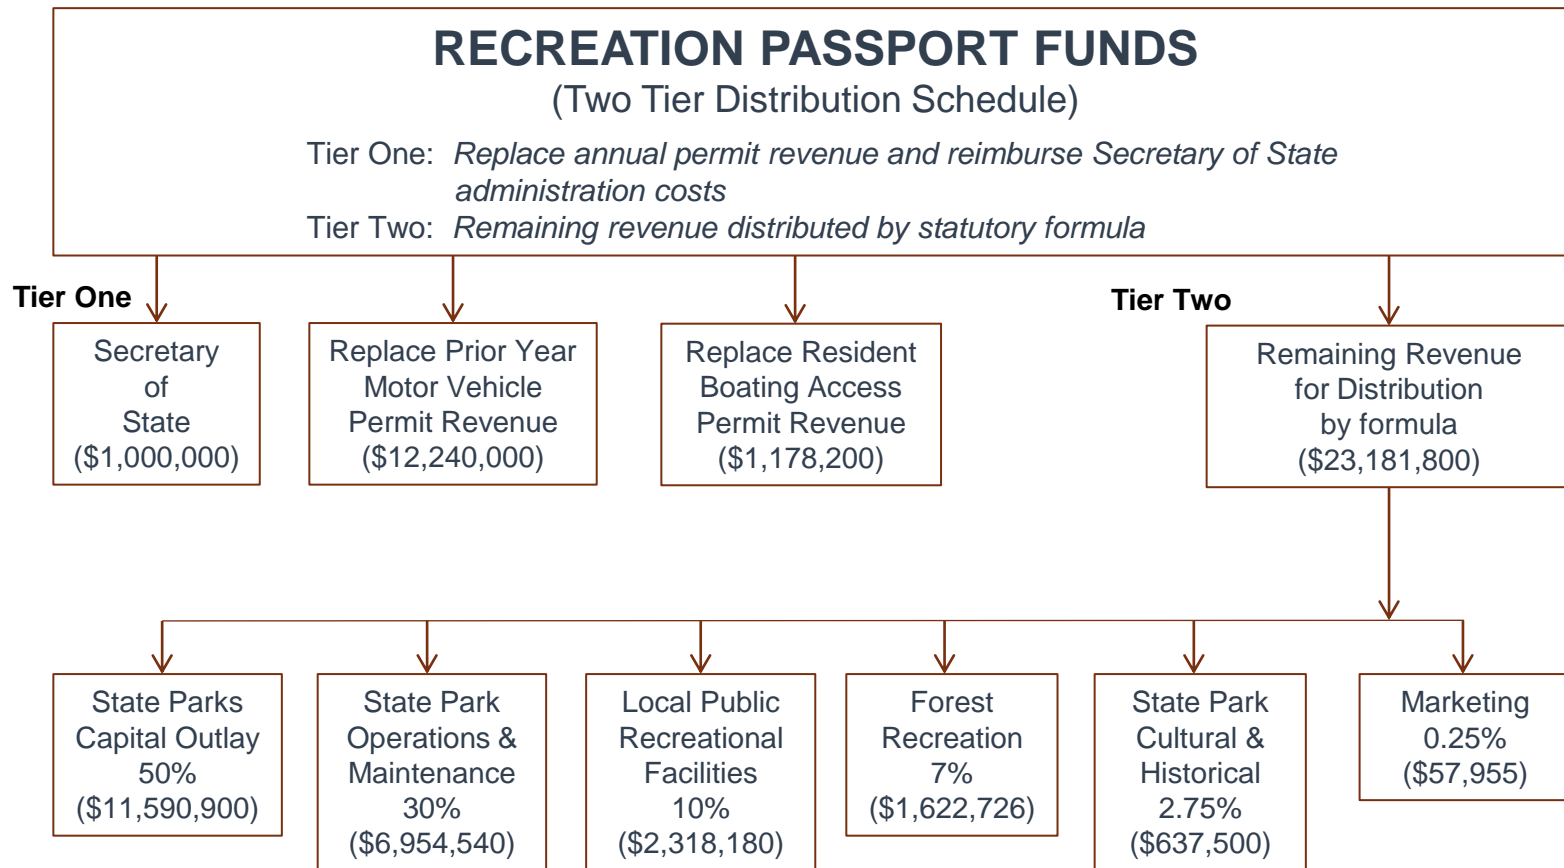 RECREATION PASSPORT FUNDS
(Two Tier Distribution Schedule)
Tier One: Replace annual permit revenue and reimburse Secretary of State
administration costs
Tier Two: Remaining revenue distributed by statutory formula
Tier One
Secretary
of
State
($1,000,000)
Replace Prior Year
Motor Vehicle
Permit Revenue
($12,240,000)
Replace Resident
Boating Access
Permit Revenue
($1,178,200)
Tier Two
Remaining Revenue
for Distribution
by formula
($23,181,800)
State Parks
Capital Outlay
50%
($11,590,900)
State Park
Operations &
Maintenance
30%
($6,954,540)
Local Public
Recreational
Facilities
10%
($2,318,180)
Forest
Recreation
7%
($1,622,726)
State Park
Cultural &
Historical
2.75%
($637,500)
Marketing
0.25%
($57,955)